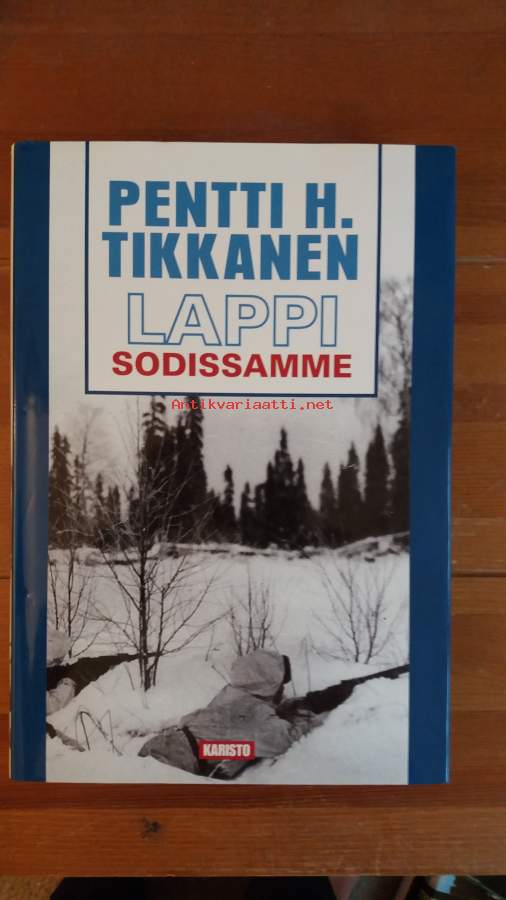 PENTTI H.
TIKKANEN
LAPPI
SODISSAMME
Antikvariaatti.net
KARISTO